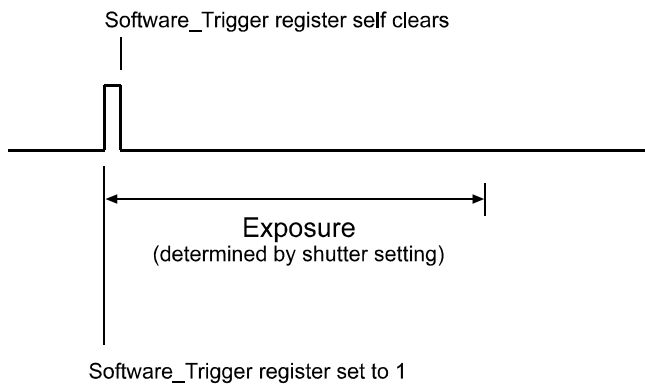 Software_Trigger register self clears
Exposure
(determined by shutter setting)
Software_Trigger register set to 1